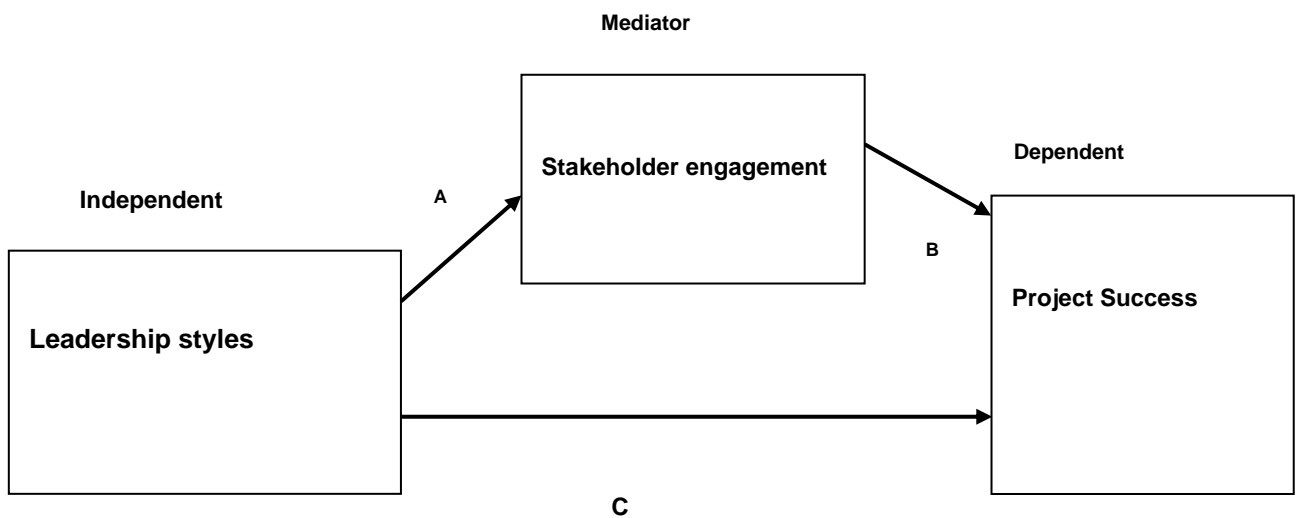 Mediator
Stakeholder engagement
Dependent
Independent
A
B
Project Success
Leadership styles
C